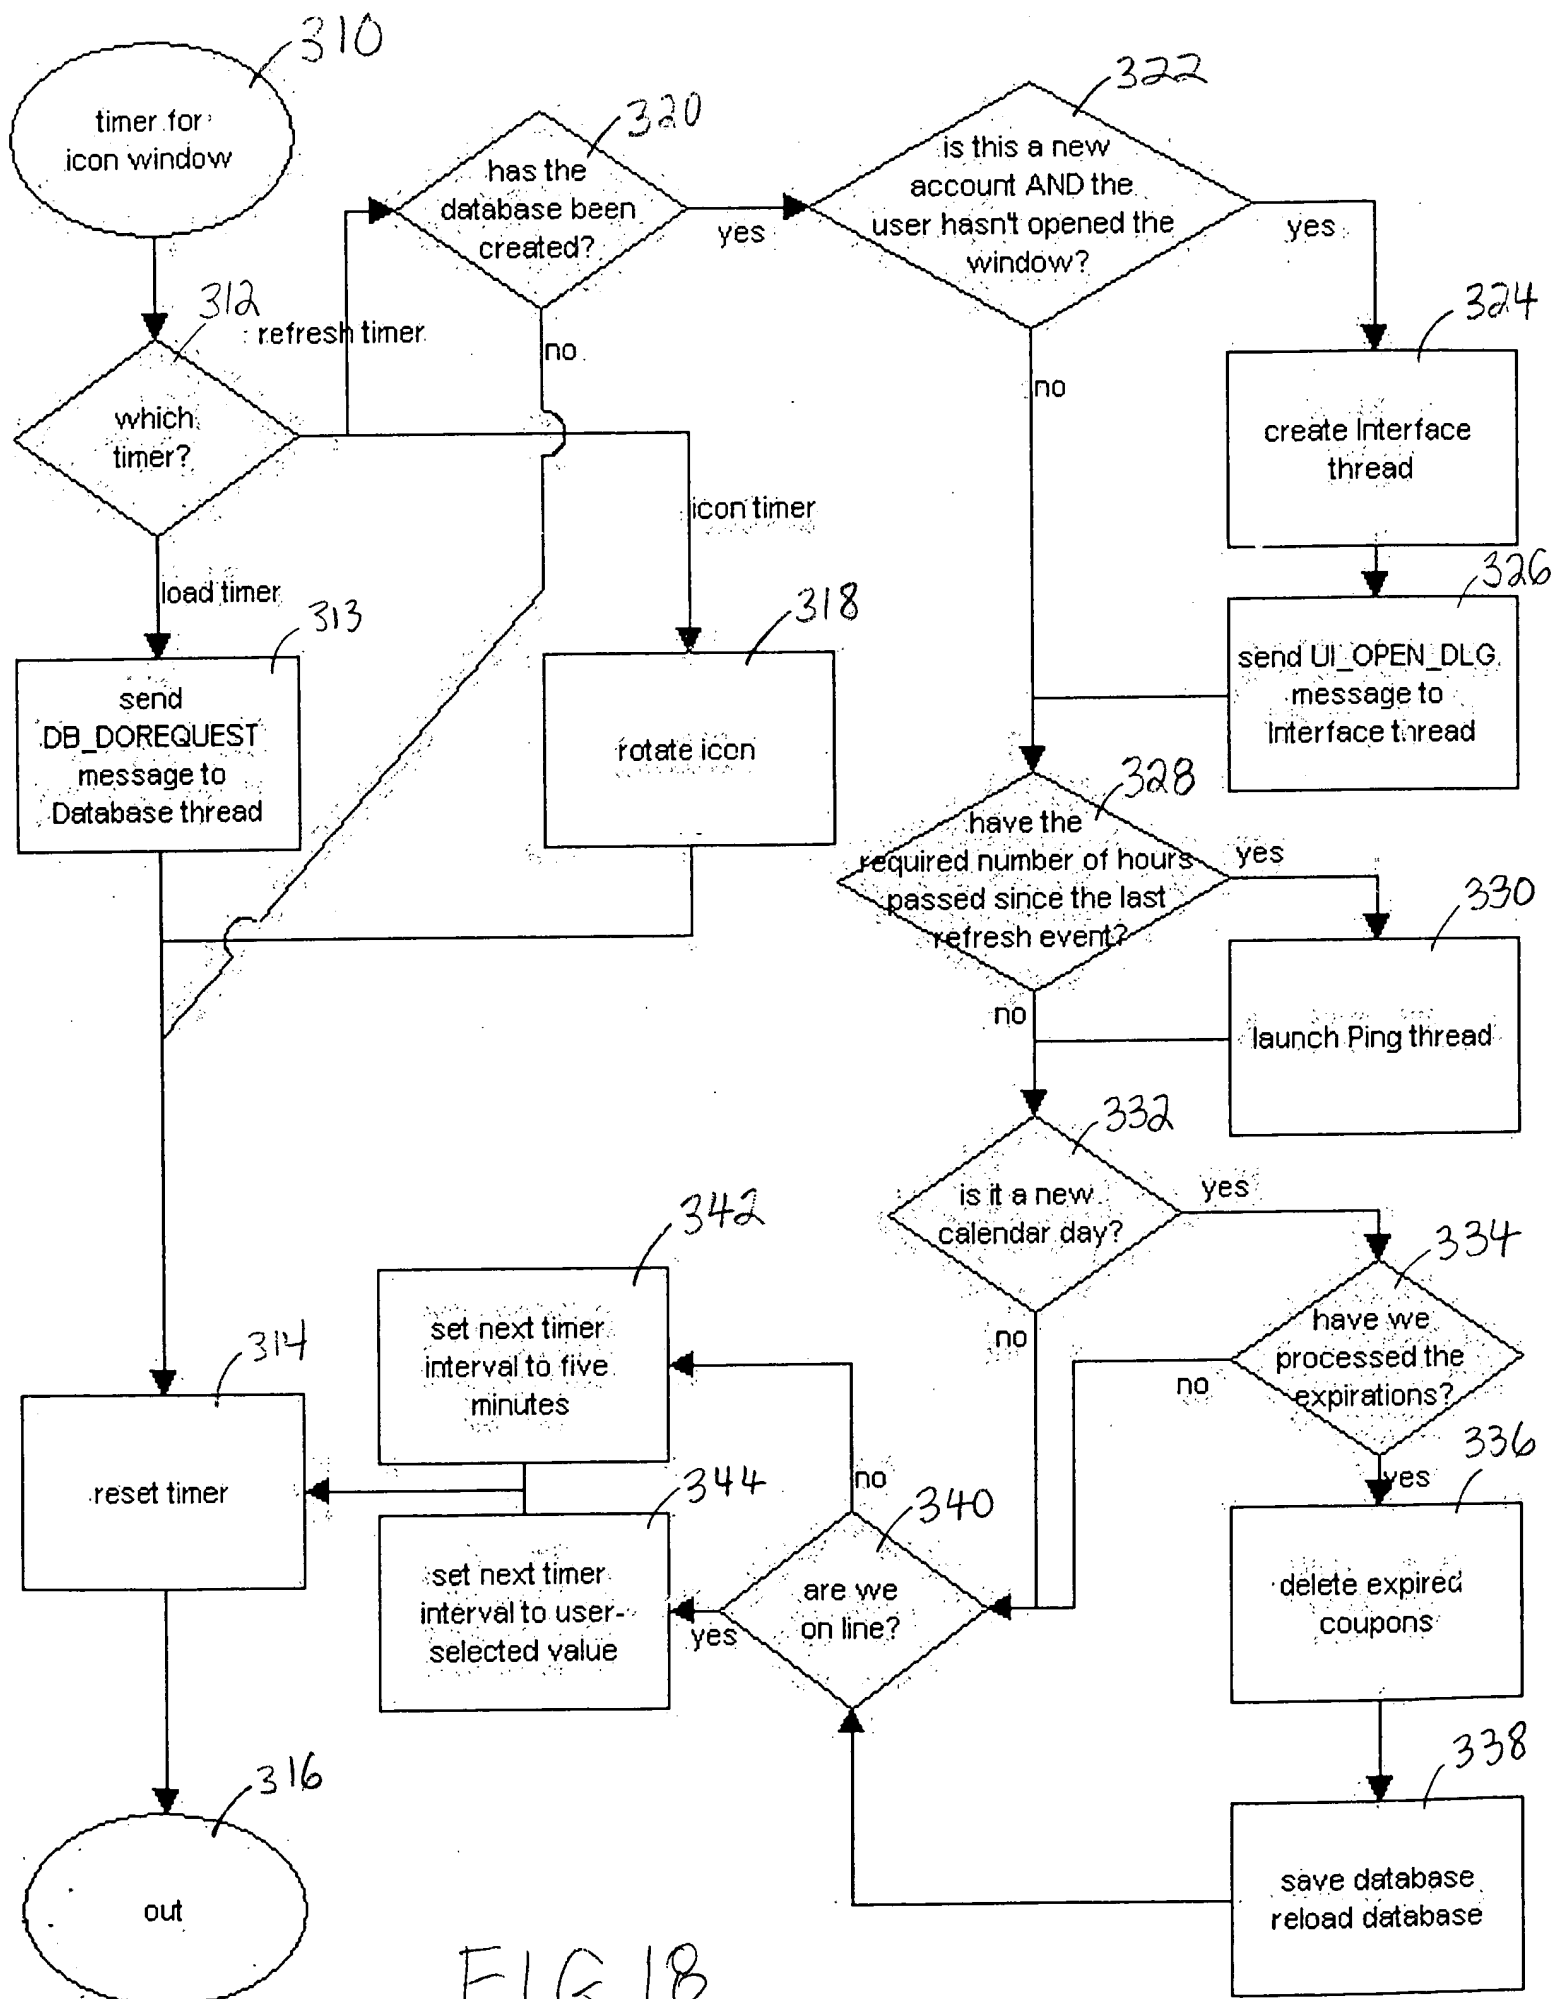 310
timer for
icon window
312
refresh timer
which
timer?
load timer
313
send
DB_DOREQUEST
message to
Database thread
320
has the
database been
created?
yes
no
icon timer
318
rotate icon
322
is this a new
account AND the
user hasn't opened the
window?
yes
no
324
create Interface
thread
326
send UI_OPEN_DLG
message to
Interface thread
328
have the
required number of hours
passed since the last
refresh event?
yes
no
330
launch Ping thread
332
is it a new
calendar day?
yes
no
334
have we
processed the
expirations?
no
yes
336
delete expired
coupons
338
save database
reload database
340
are we
on line?
no
yes
342
set next timer
interval to five
minutes
344
set next timer
interval to user-
selected value
314
reset timer
316
out
FIG 18